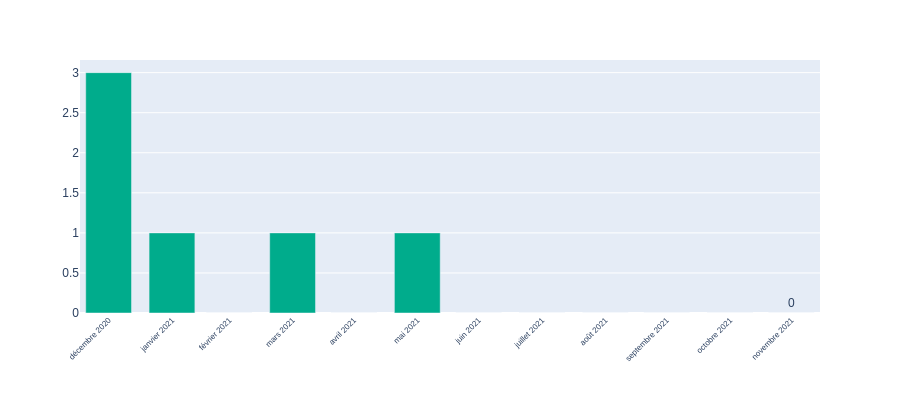 3
2.5
2
1.5
1
0.5
0
0
décembre 2020
janvier 2021
février 2021
mars 2021
avril 2021
mai 2021
juin 2021
juillet 2021
août 2021
septembre 2021
octobre 2021
novembre 2021